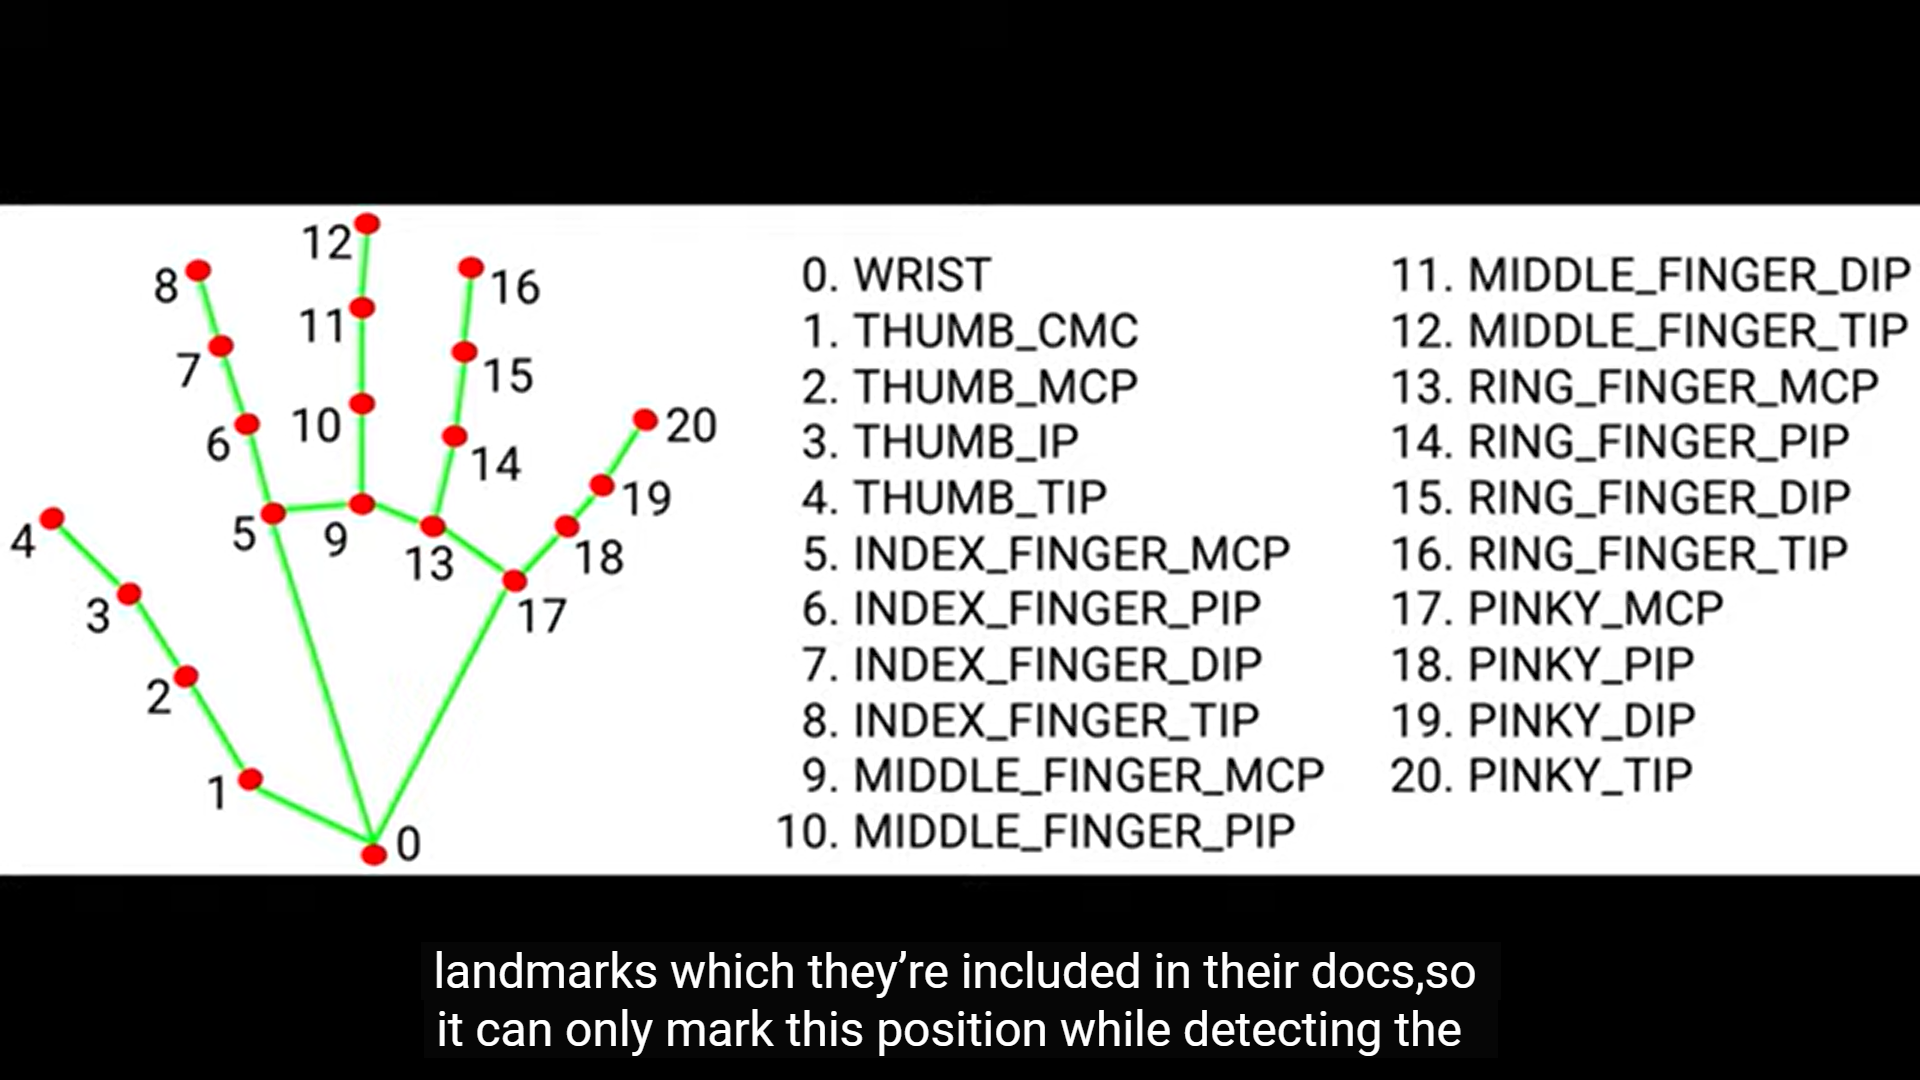 12
8
16
11
7
15
10
20
6
14
19
5
9
4
13
18
3
17
2
1
0
0. WRIST
1. THUMB_CMC
2. THUMB_MCP
3. THUMB_IP
4. THUMB_TIP
5. INDEX_FINGER_MCP
6. INDEX_FINGER_PIP
7. INDEX_FINGER_DIP
8. INDEX_FINGER_TIP
9. MIDDLE_FINGER_MCP
10. MIDDLE_FINGER_PIP
11. MIDDLE_FINGER_DIP
12. MIDDLE_FINGER_TIP
13. RING_FINGER_MCP
14. RING_FINGER_PIP
15. RING_FINGER_DIP
16. RING_FINGER_TIP
17. PINKY_MCP
18. PINKY_PIP
19. PINKY_DIP
20. PINKY_TIP
landmarks which they’re included in their docs,so
it can only mark this position while detecting the